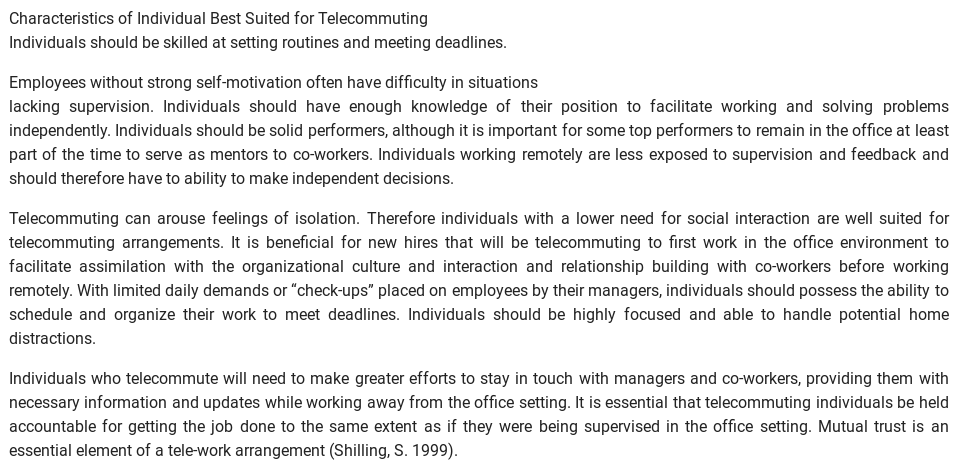 Characteristics of Individual Best Suited for Telecommuting
Individuals should be skilled at setting routines and meeting deadlines.
Employees without strong self-motivation often have difficulty in situations
lacking supervision. Individuals should have enough knowledge of their position to facilitate working and solving problems
independently. Individuals should be solid performers, although it is important for some top performers to remain in the office at least
part of the time to serve as mentors to co-workers. Individuals working remotely are less exposed to supervision and feedback and
should therefore have to ability to make independent decisions.
Telecommuting can arouse feelings of isolation. Therefore individuals with a lower need for social interaction are well suited for
telecommuting arrangements. It is beneficial for new hires that will be telecommuting to first work in the office environment to
facilitate assimilation with the organizational culture and interaction and relationship building with co-workers before working
remotely. With limited daily demands or “check-ups” placed on employees by their managers, individuals should possess the ability to
schedule and organize their work to meet deadlines. Individuals should be highly focused and able to handle potential home
distractions.
Individuals who telecommute will need to make greater efforts to stay in touch with managers and co-workers, providing them with
necessary information and updates while working away from the office setting. It is essential that telecommuting individuals be held
accountable for getting the job done to the same extent as if they were being supervised in the office setting. Mutual trust is an
essential element of a tele-work arrangement (Shilling, S. 1999).